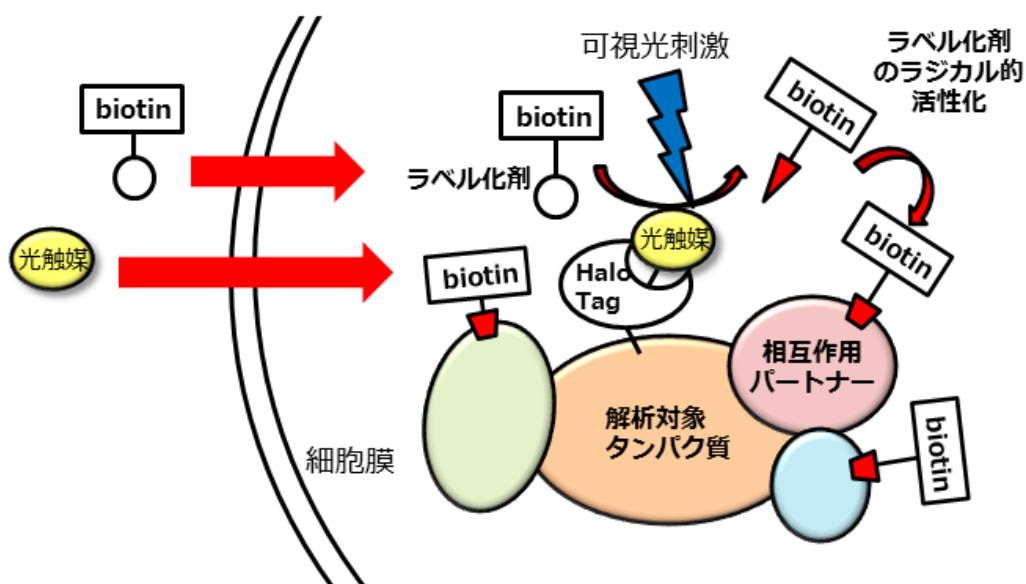 biotin
光触媒
細胞膜
可視光刺激
biotin
ラベル化剤
biotin
ラベル化剤
のラジカル的
活性化
光触媒
Halo
Tag
biotin
biotin
相互作用
パートナー
解析対象
タンパク質
biotin